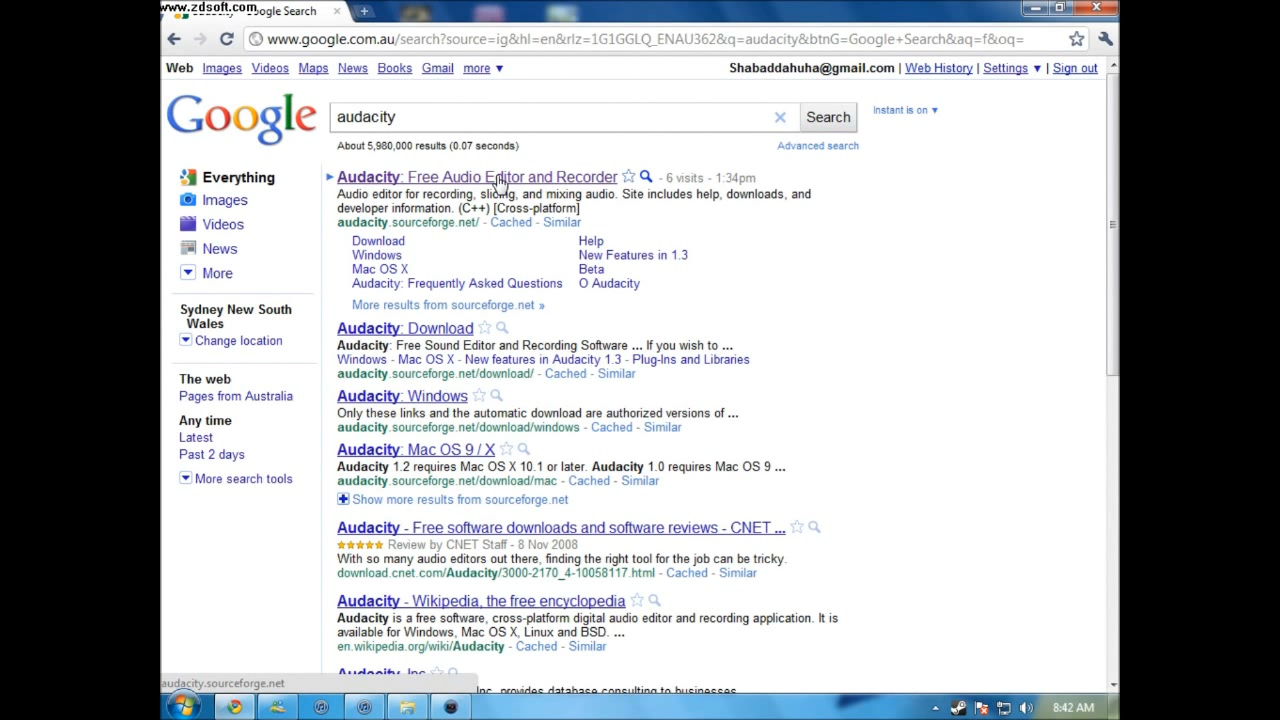 www.zdsoft.com
Google Search
www.google.com.au/search?source=ig&hl=en&rlz=1G1GGLQ_ENAU362&q=audacity&btnG=Google+Search&aq=f&oq=
Web Images Videos Maps News Books Gmail more ▼
Shabaddahuha@gmail.com | Web History | Settings ▼ | Sign out
Google
audacity
Search
Instant is on ▼
About 5,980,000 results (0.07 seconds)
Advanced search
Everything
Images
Videos
News
More
Sydney New South
Wales
Change location
The web
Pages from Australia
Any time
Latest
Past 2 days
More search tools
Audacity: Free Audio Editor and Recorder - 6 visits - 1:34pm
Audio editor for recording, slicing, and mixing audio. Site includes help, downloads, and
developer information. (C++) [Cross-platform]
audacity.sourceforge.net/ - Cached - Similar
Download Help
Windows New Features in 1.3
Mac OS X Beta
Audacity: Frequently Asked Questions O Audacity
More results from sourceforge.net »
Audacity: Download
Audacity: Free Sound Editor and Recording Software ... If you wish to ...
Windows - Mac OS X - New features in Audacity 1.3 - Plug-Ins and Libraries
audacity.sourceforge.net/download/ - Cached - Similar
Audacity: Windows
Only these links and the automatic download are authorized versions of ...
audacity.sourceforge.net/download/windows - Cached - Similar
Audacity: Mac OS 9 / X
Audacity 1.2 requires Mac OS X 10.1 or later. Audacity 1.0 requires Mac OS 9 ...
audacity.sourceforge.net/download/mac - Cached - Similar
Show more results from sourceforge.net
Audacity - Free software downloads and software reviews - CNET ...
Review by CNET Staff - 8 Nov 2008
With so many audio editors out there, finding the right tool for the job can be tricky.
download.cnet.com/Audacity/3000-2170_4-10058117.html - Cached - Similar
Audacity - Wikipedia, the free encyclopedia
Audacity is a free software, cross-platform digital audio editor and recording application. It is
available for Windows, Mac OS X, Linux and BSD. ...
en.wikipedia.org/wiki/Audacity - Cached - Similar
Audacity, Inc
Inc. provides database consulting to businesses
audacity.sourceforge.net
8:42 AM